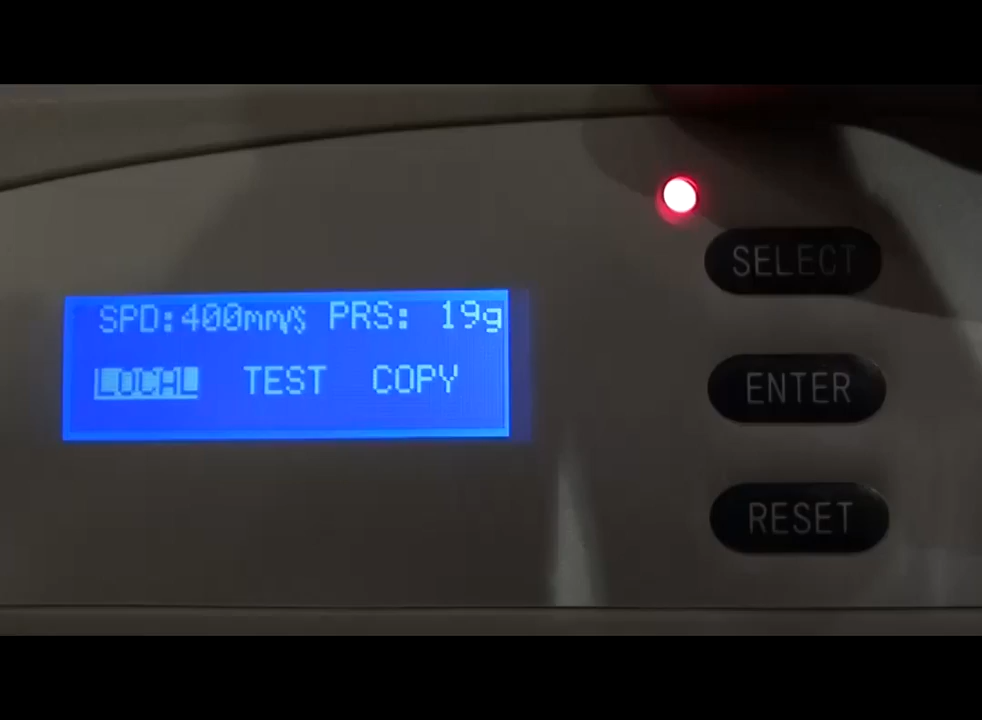 SPD:400mm/s PRS: 19g
LOCAL TEST COPY
SELECT
ENTER
RESET